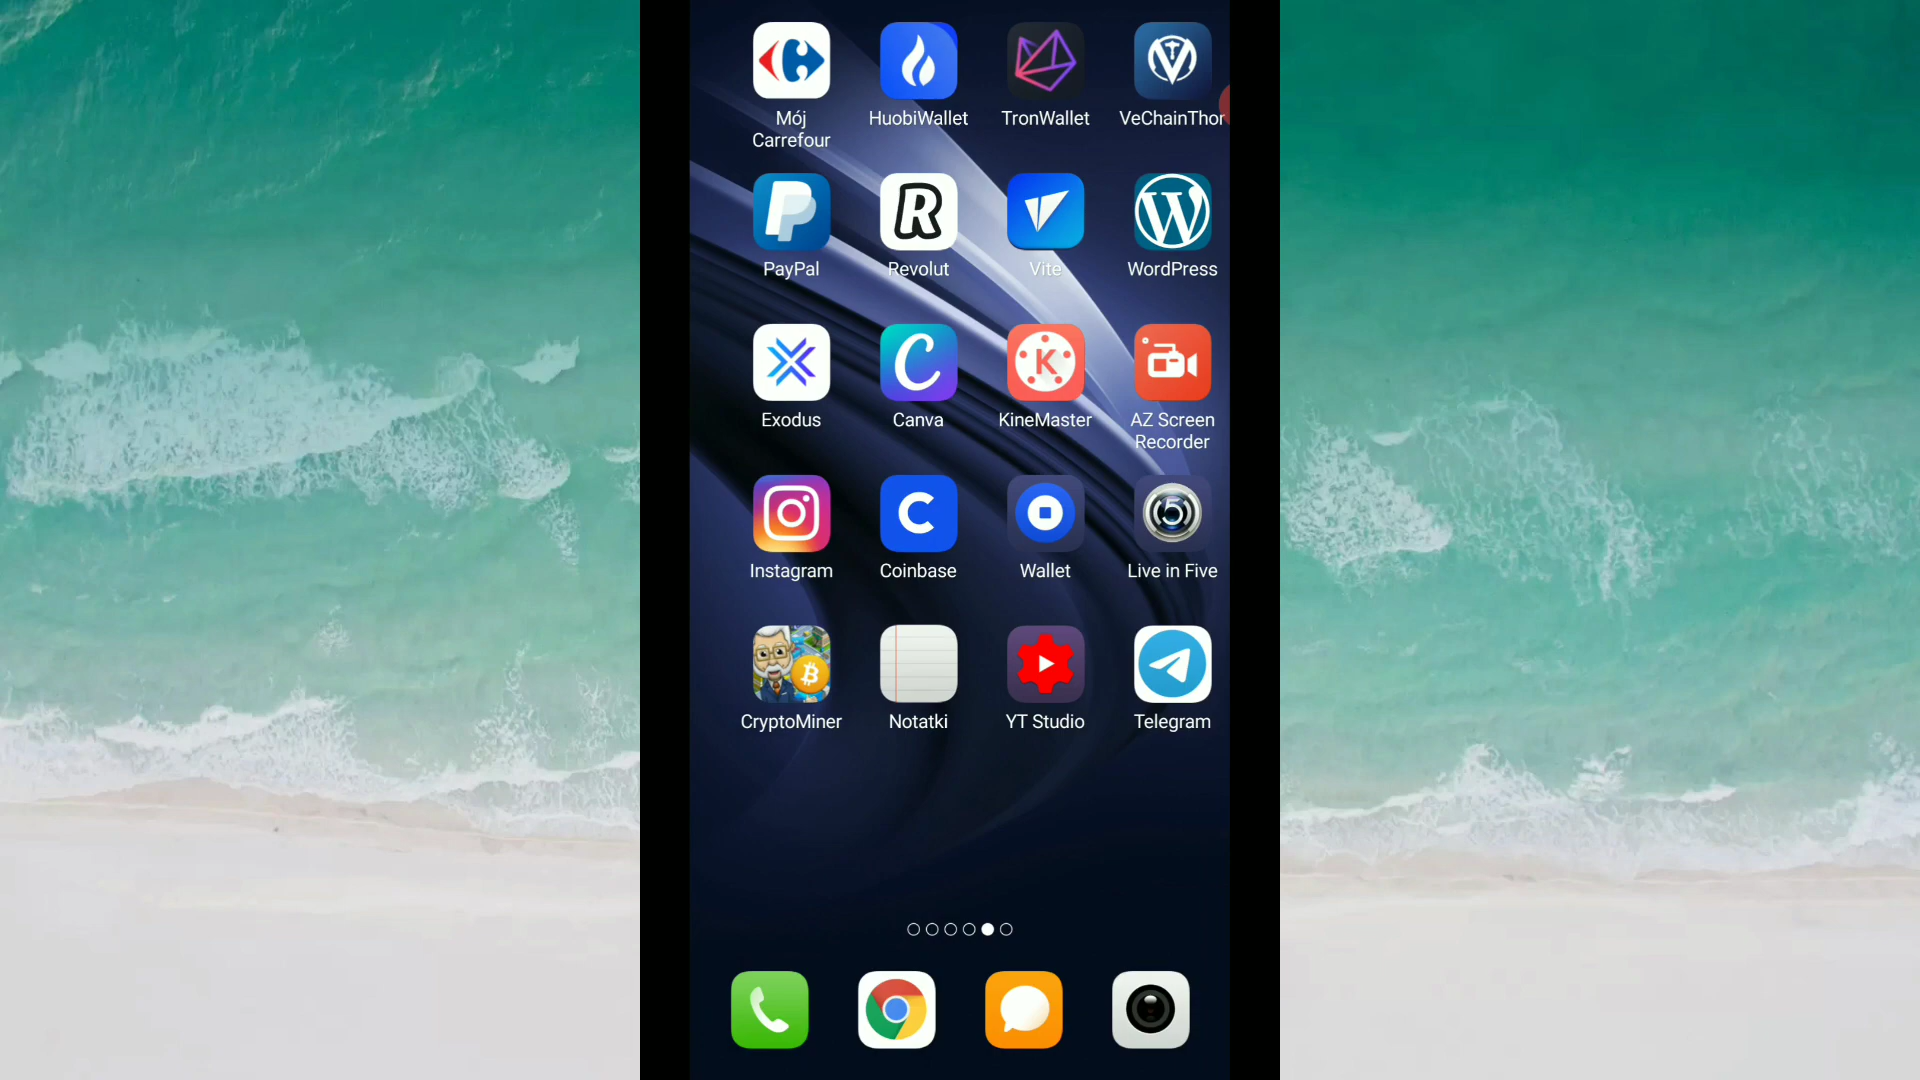 Mój
Carrefour
HuobiWallet
TronWallet
VeChainThor
PayPal
Revolut
Vite
WordPress
Exodus
Canva
KineMaster
AZ Screen
Recorder
Instagram
Coinbase
Wallet
Live in Five
CryptoMiner
Notatki
YT Studio
Telegram